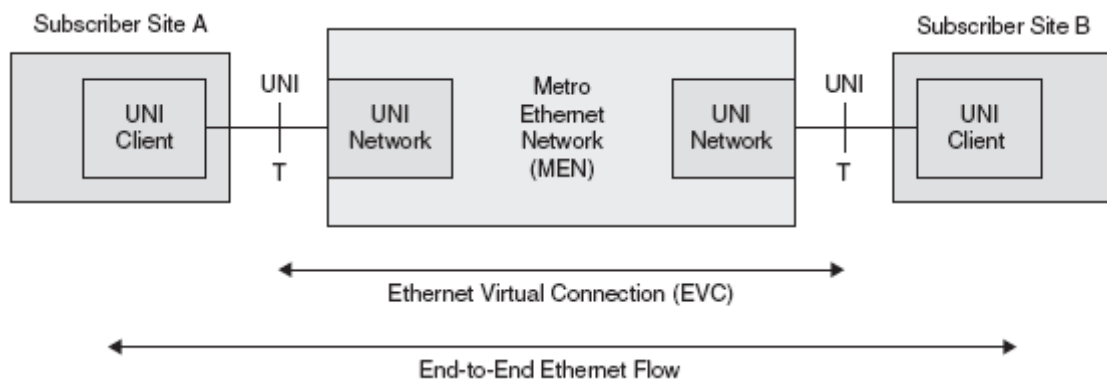 Subscriber Site A
Subscriber Site B
UNI
Client
UNI
T
UNI
Network
Metro
Ethernet
Network
(MEN)
UNI
Network
UNI
T
UNI
Client
Ethernet Virtual Connection (EVC)
End-to-End Ethernet Flow